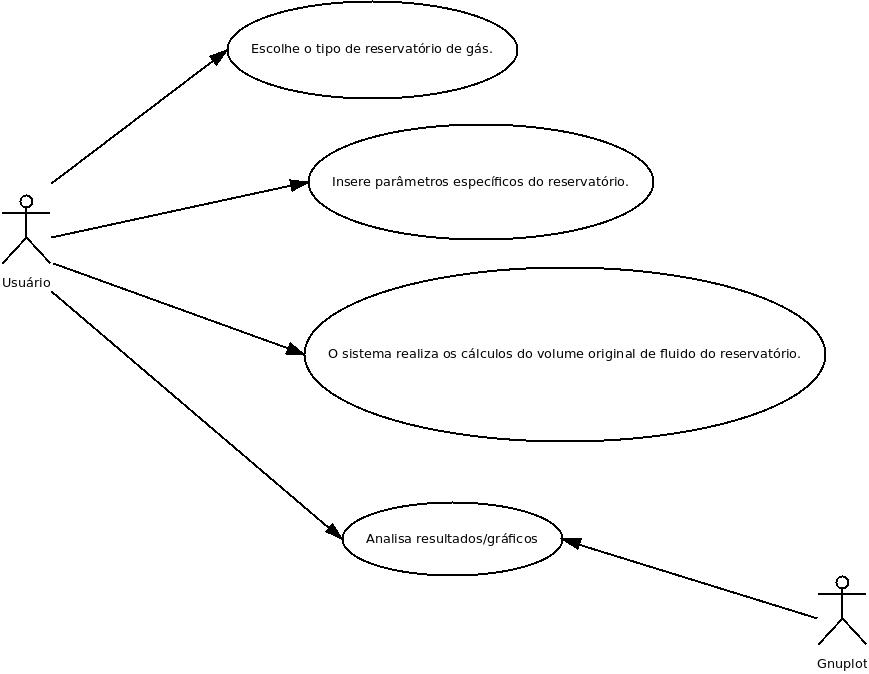 Escolhe o tipo de reservatório de gás.
Insere parâmetros específicos do reservatório.
Usuário
O sistema realiza os cálculos do volume original de fluido do reservatório.
Analisa resultados/gráficos
Gnuplot